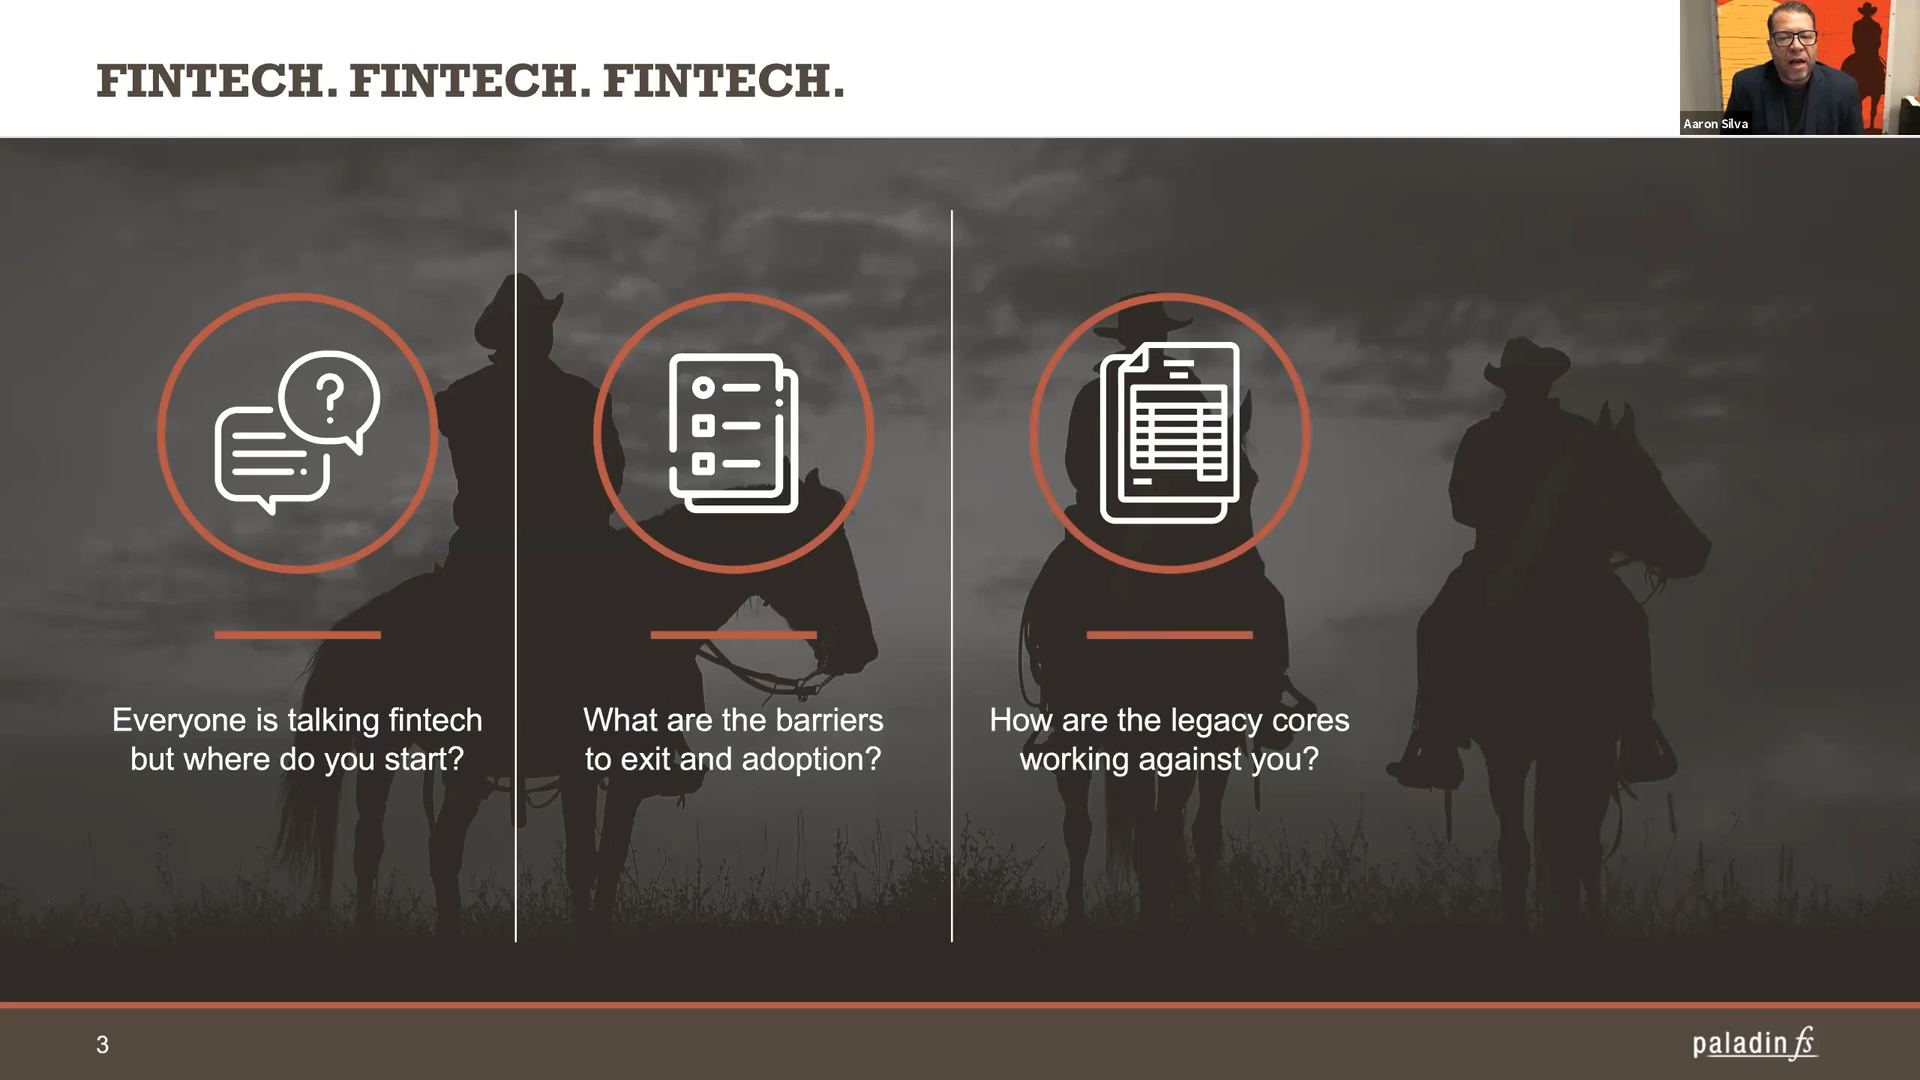 FINTECH. FINTECH. FINTECH.
Aaron Silva
?
Everyone is talking fintech
but where do you start?
What are the barriers
to exit and adoption?
How are the legacy cores
working against you?
3
paladin fs